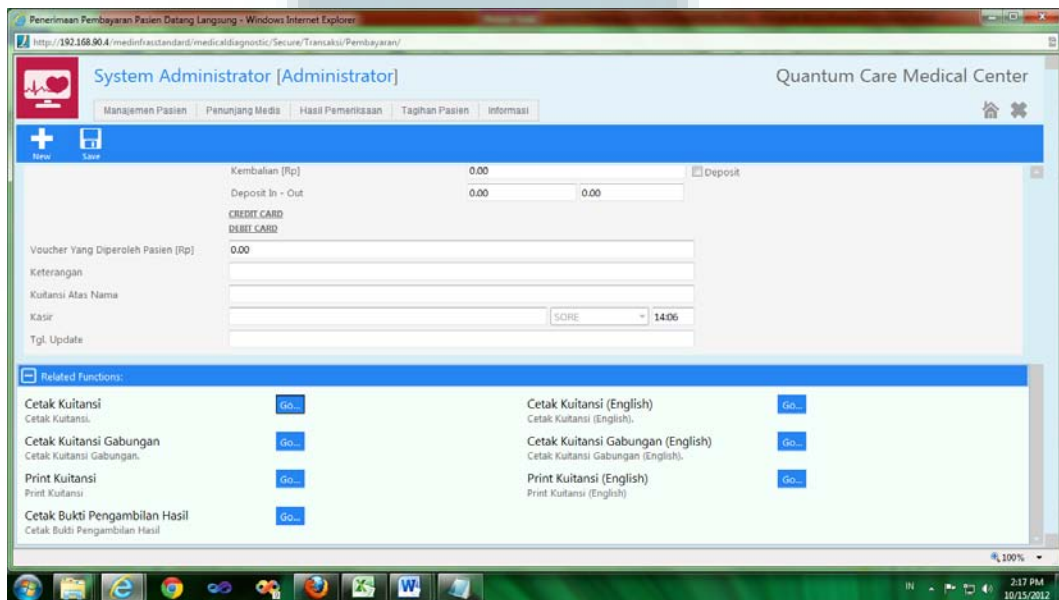 Penerimaan Pembayaran Pasien Datang Langsung - Windows Internet Explorer
http://192.168.90.4/medinfrasstandard/medicaldiagnostic/Secure/Transaksi/Pembayaran/
System Administrator [Administrator]
Quantum Care Medical Center
Manajemen Pasien Penunjang Medis Hasil Pemeriksaan Tagihan Pasien Informasi
New Save
Kembalian [Rp] 0.00 Deposit
Deposit In - Out 0.00 0.00
CREDIT CARD
DEBIT CARD
Voucher Yang Diperoleh Pasien [Rp] 0.00
Keterangan
Kuitansi Atas Nama
Kasir SORE 14:06
Tgl. Update
Related Functions:
Cetak Kuitansi Go... Cetak Kuitansi (English) Go...
Cetak Kuitansi. Cetak Kuitansi (English).
Cetak Kuitansi Gabungan Go... Cetak Kuitansi Gabungan (English) Go...
Cetak Kuitansi Gabungan. Cetak Kuitansi Gabungan (English).
Print Kuitansi Go... Print Kuitansi (English) Go...
Print Kuitansi Print Kuitansi (English)
Cetak Bukti Pengambilan Hasil Go...
Cetak Bukti Pengambilan Hasil
100%
IN 2:17 PM
10/15/2012